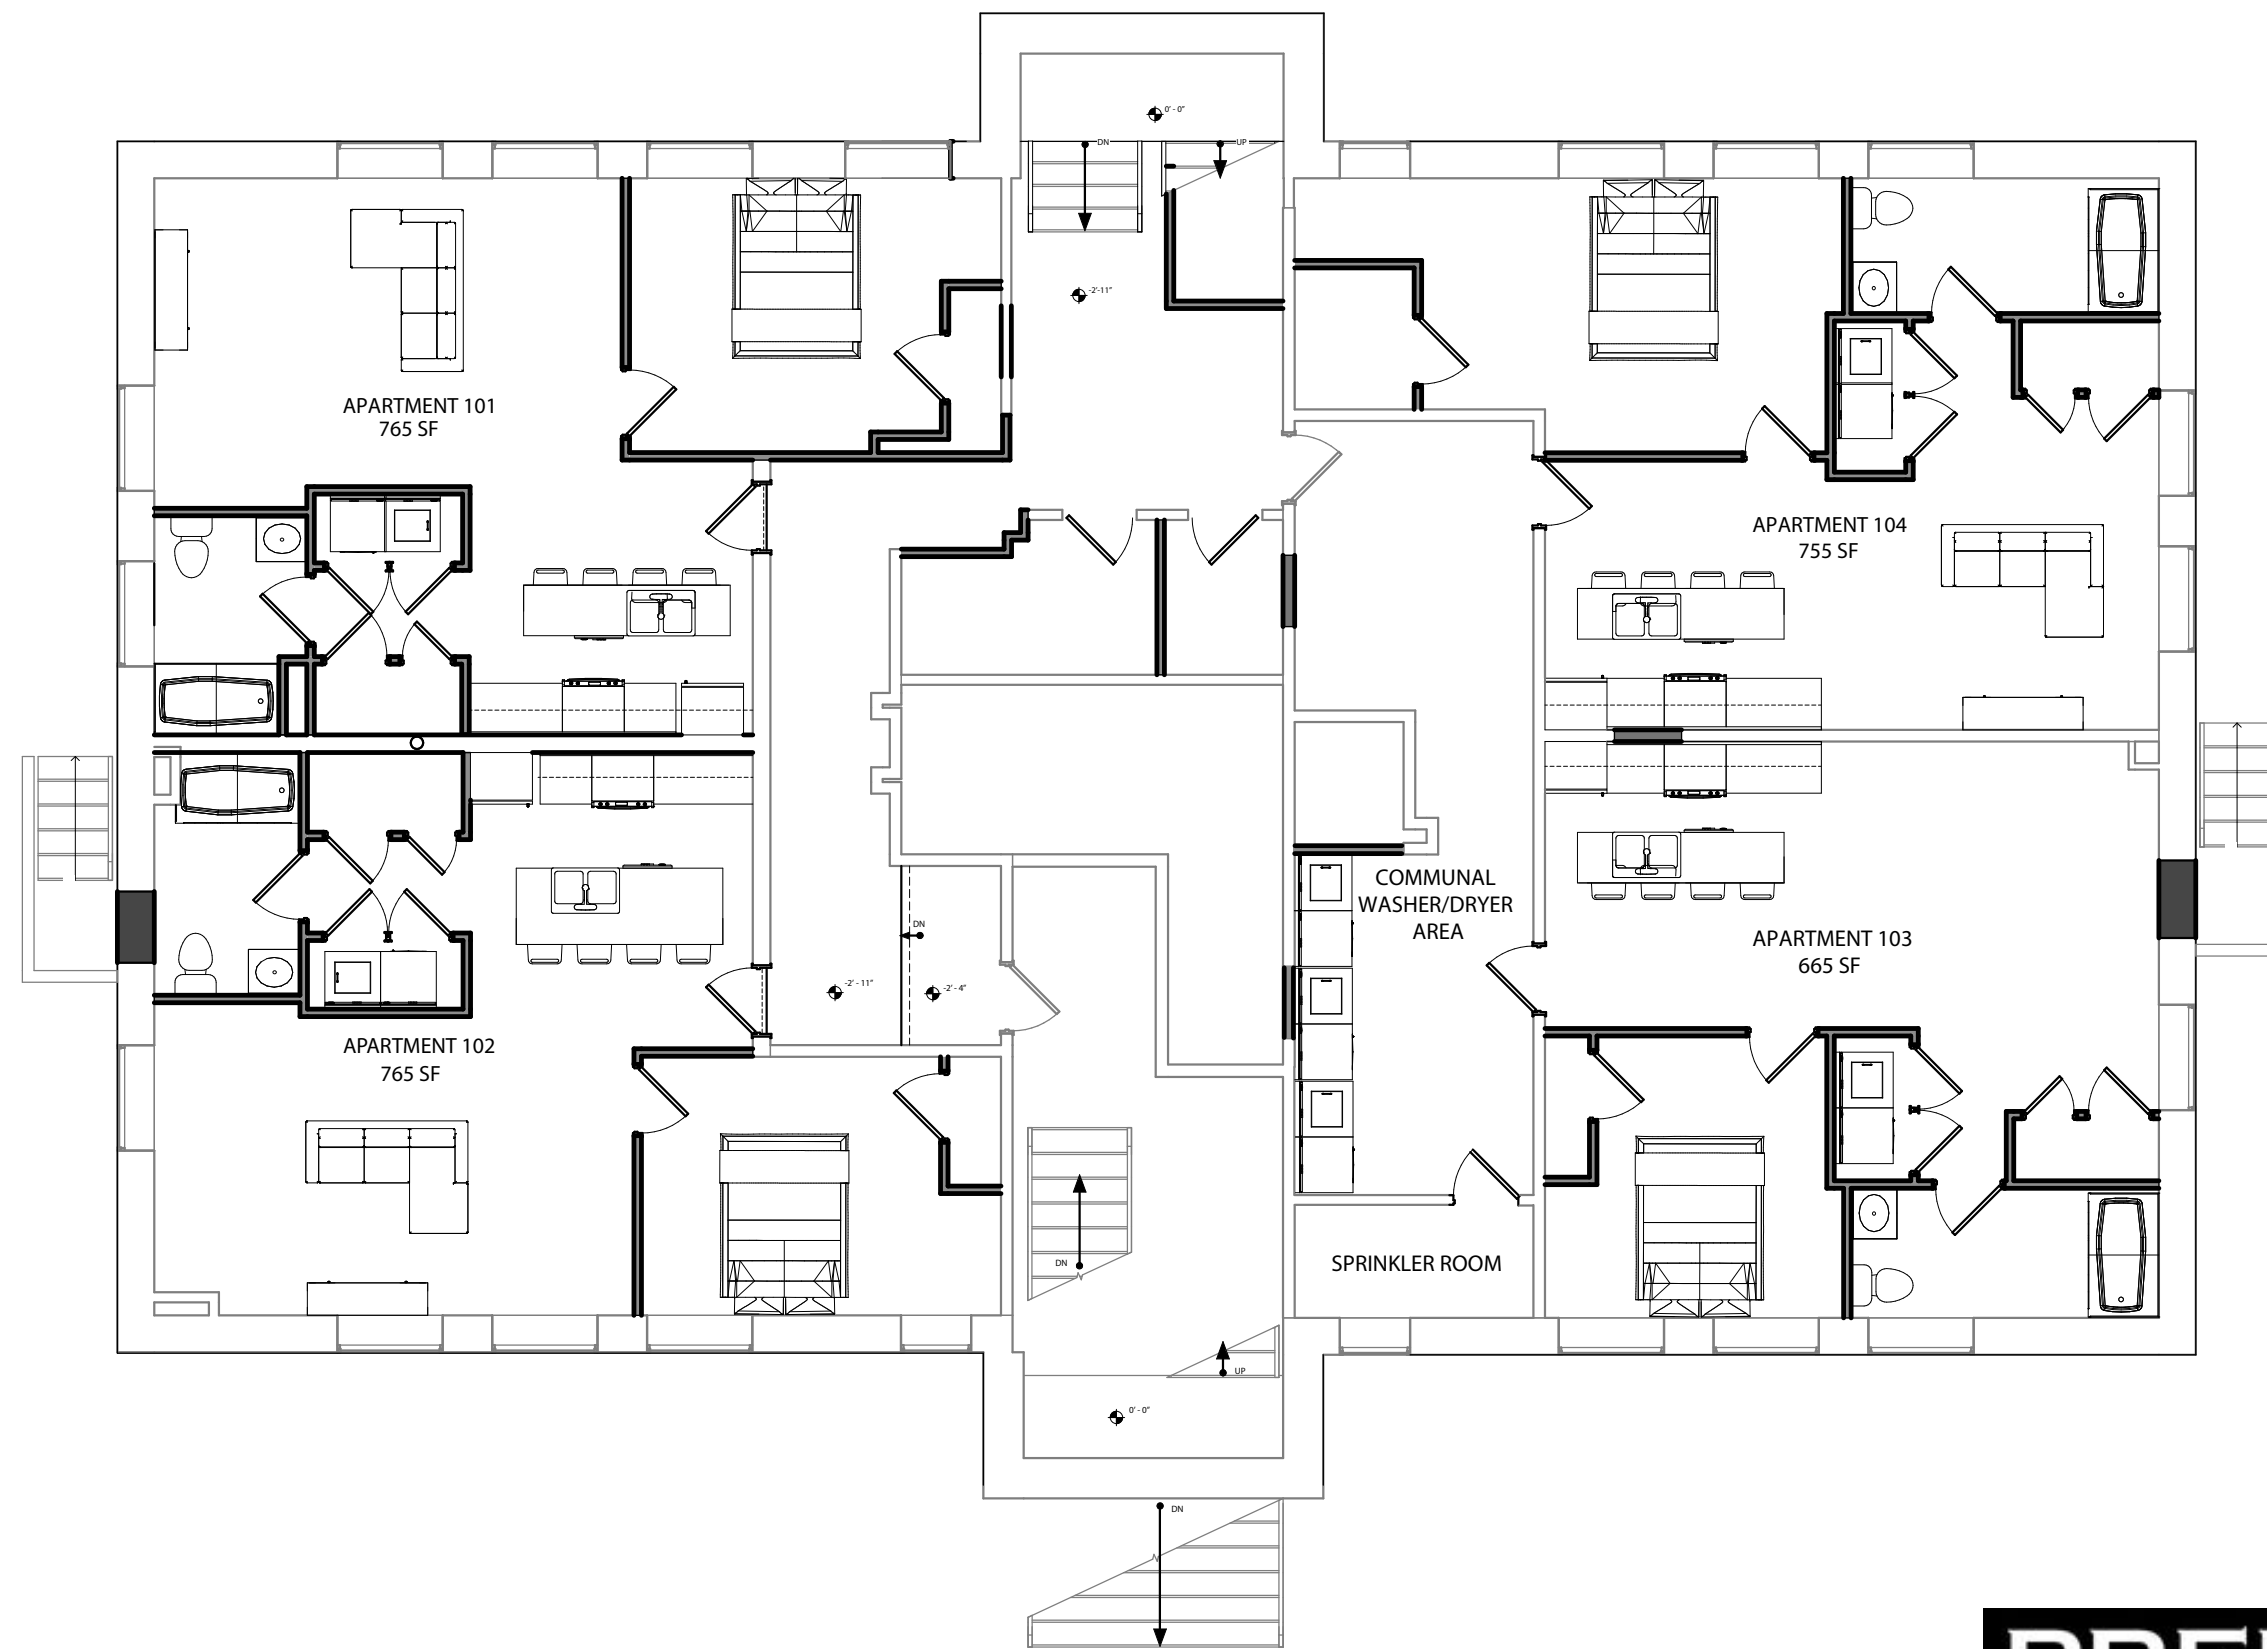 0' - 0"
DN
UP
-2'-11"
APARTMENT 101
765 SF
APARTMENT 104
755 SF
COMMUNAL
WASHER/DRYER
AREA
DN
APARTMENT 103
665 SF
-2' - 11"
-2' - 4"
APARTMENT 102
765 SF
DN
SPRINKLER ROOM
UP
0' - 0"
DN